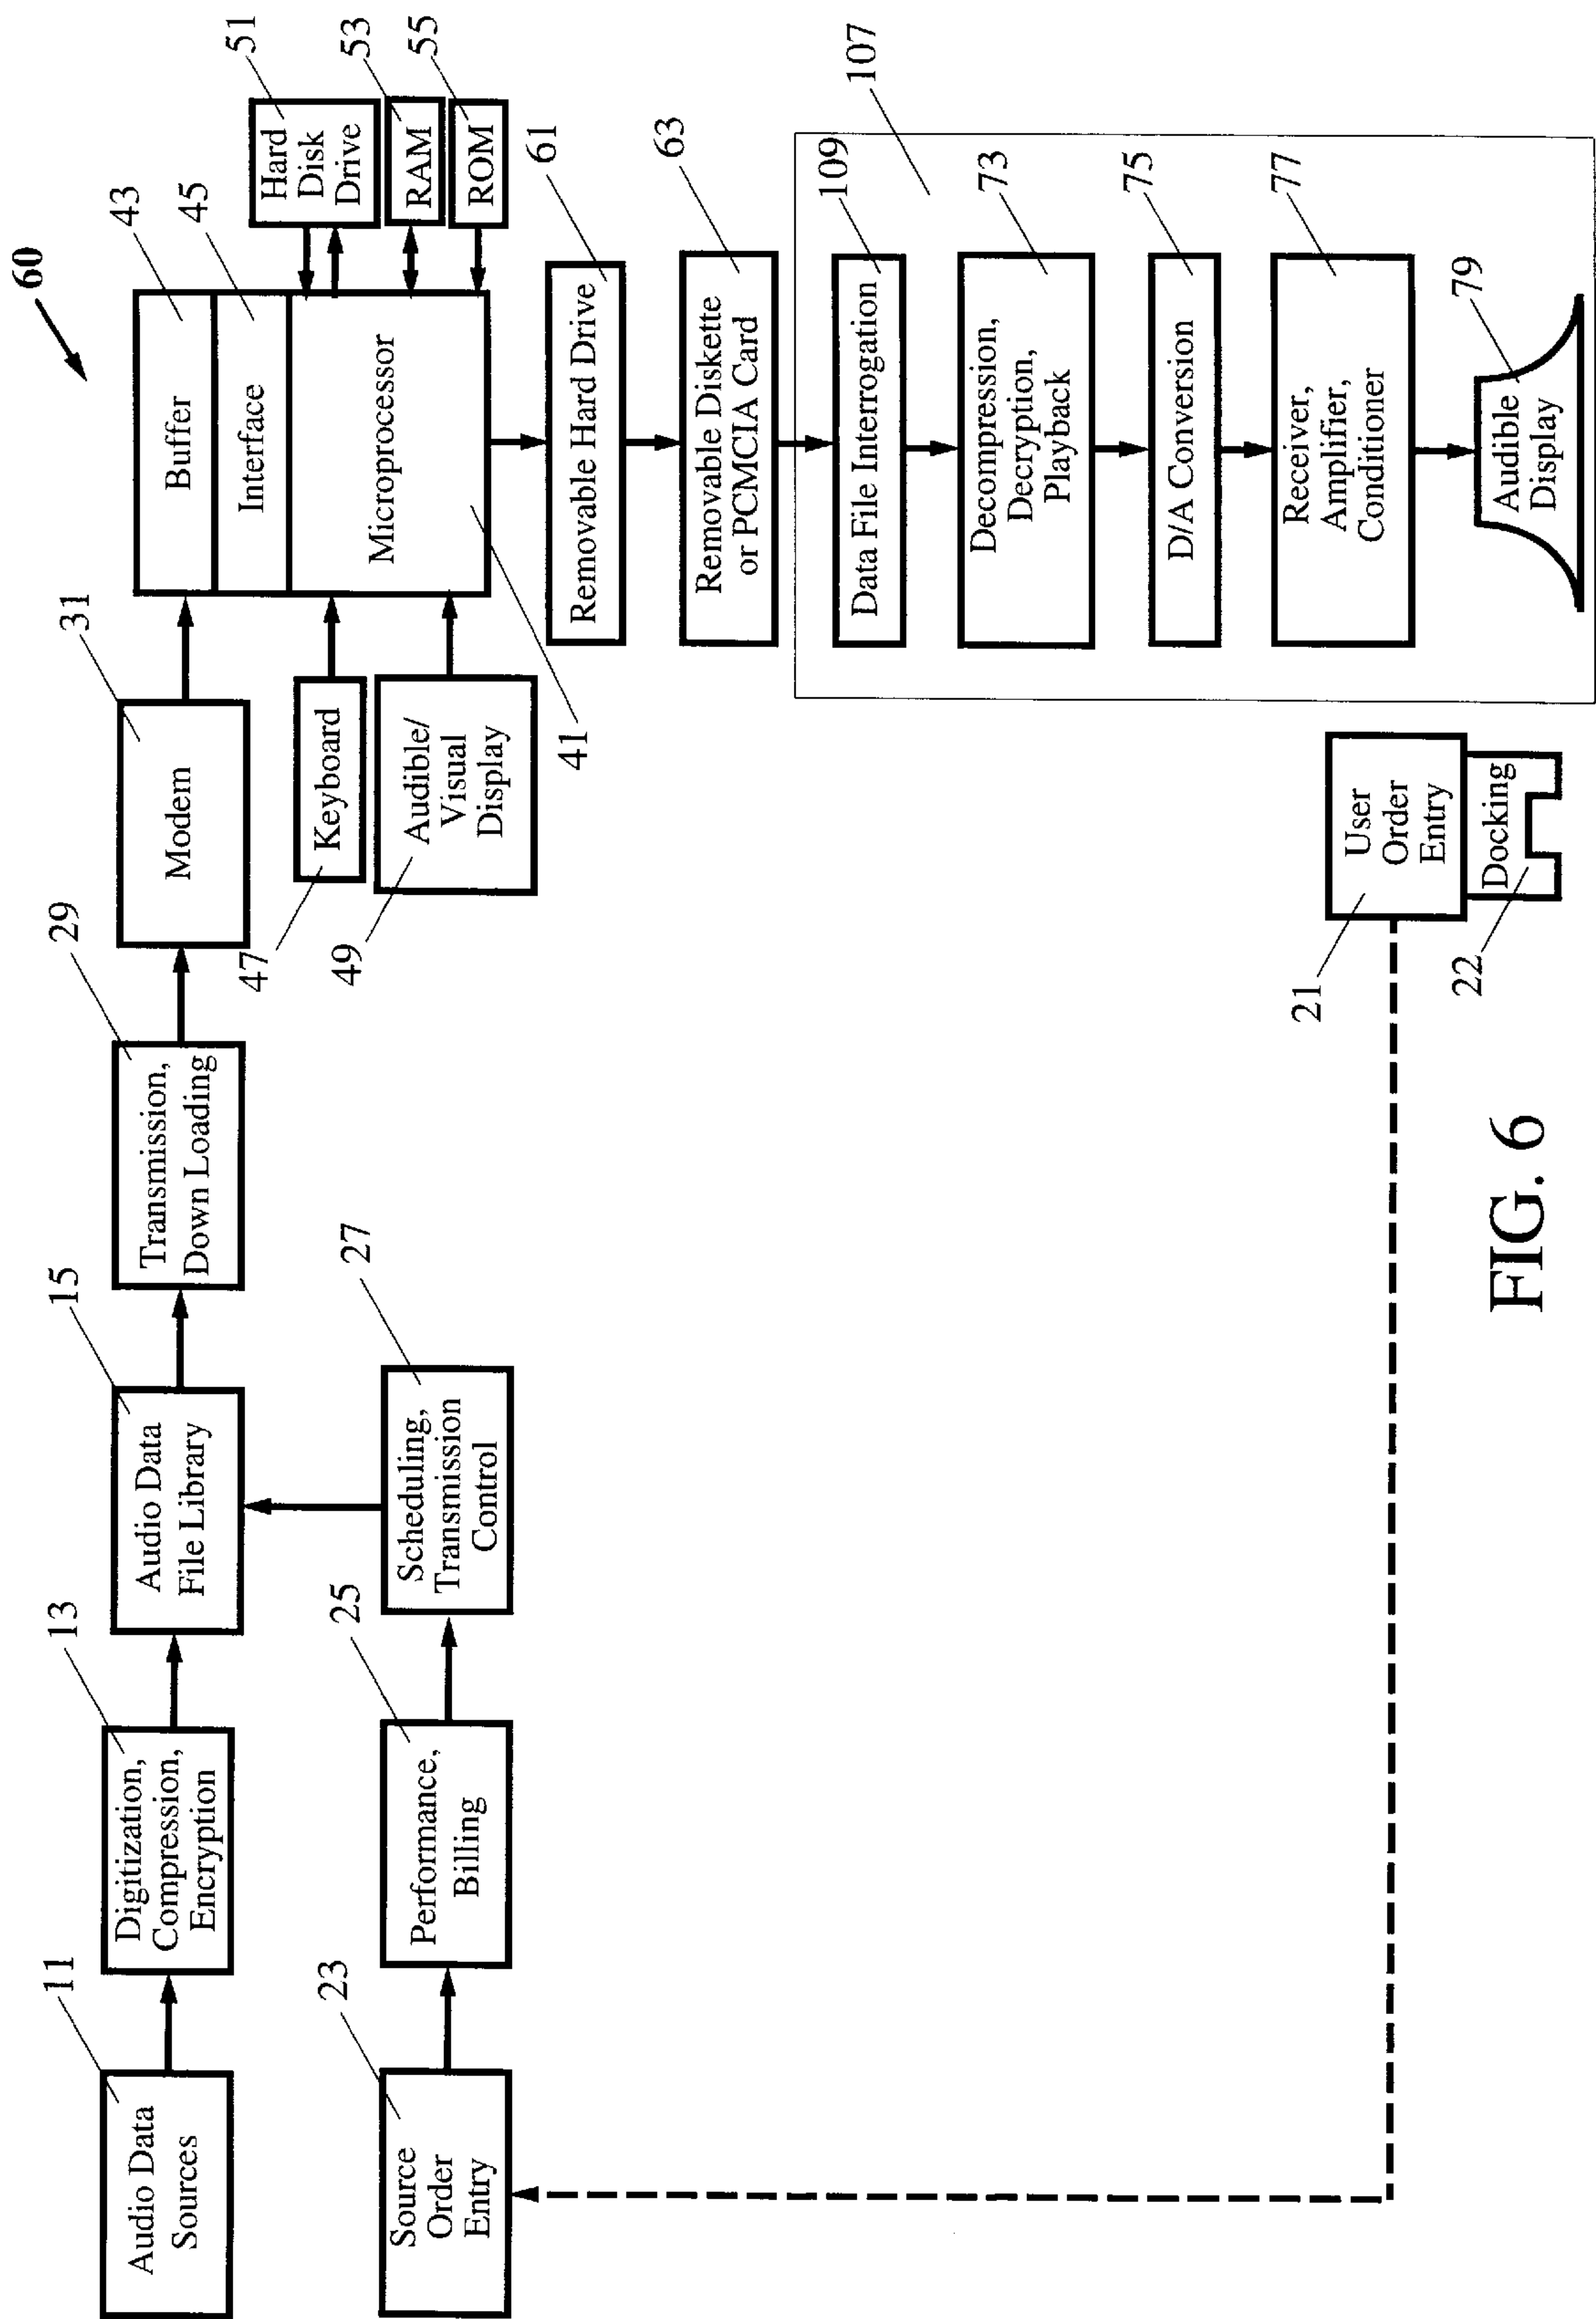 60
11
Audio Data
Sources
13
Digitization,
Compression,
Encryption
15
Audio Data
File Library
29
Transmission,
Down Loading
31
Modem
43
Buffer
45
Interface
Microprocessor
41
47
Keyboard
49
Audible/
Visual
Display
51
Hard
Disk
Drive
53
RAM
55
ROM
23
Source
Order
Entry
25
Performance,
Billing
27
Scheduling,
Transmission
Control
61
Removable Hard Drive
63
Removable Diskette
or PCMCIA Card
107
109
Data File Interrogation
73
Decompression,
Decryption,
Playback
75
D/A Conversion
77
Receiver,
Amplifier,
Conditioner
79
Audible
Display
21
User
Order
Entry
22
Docking
FIG. 6